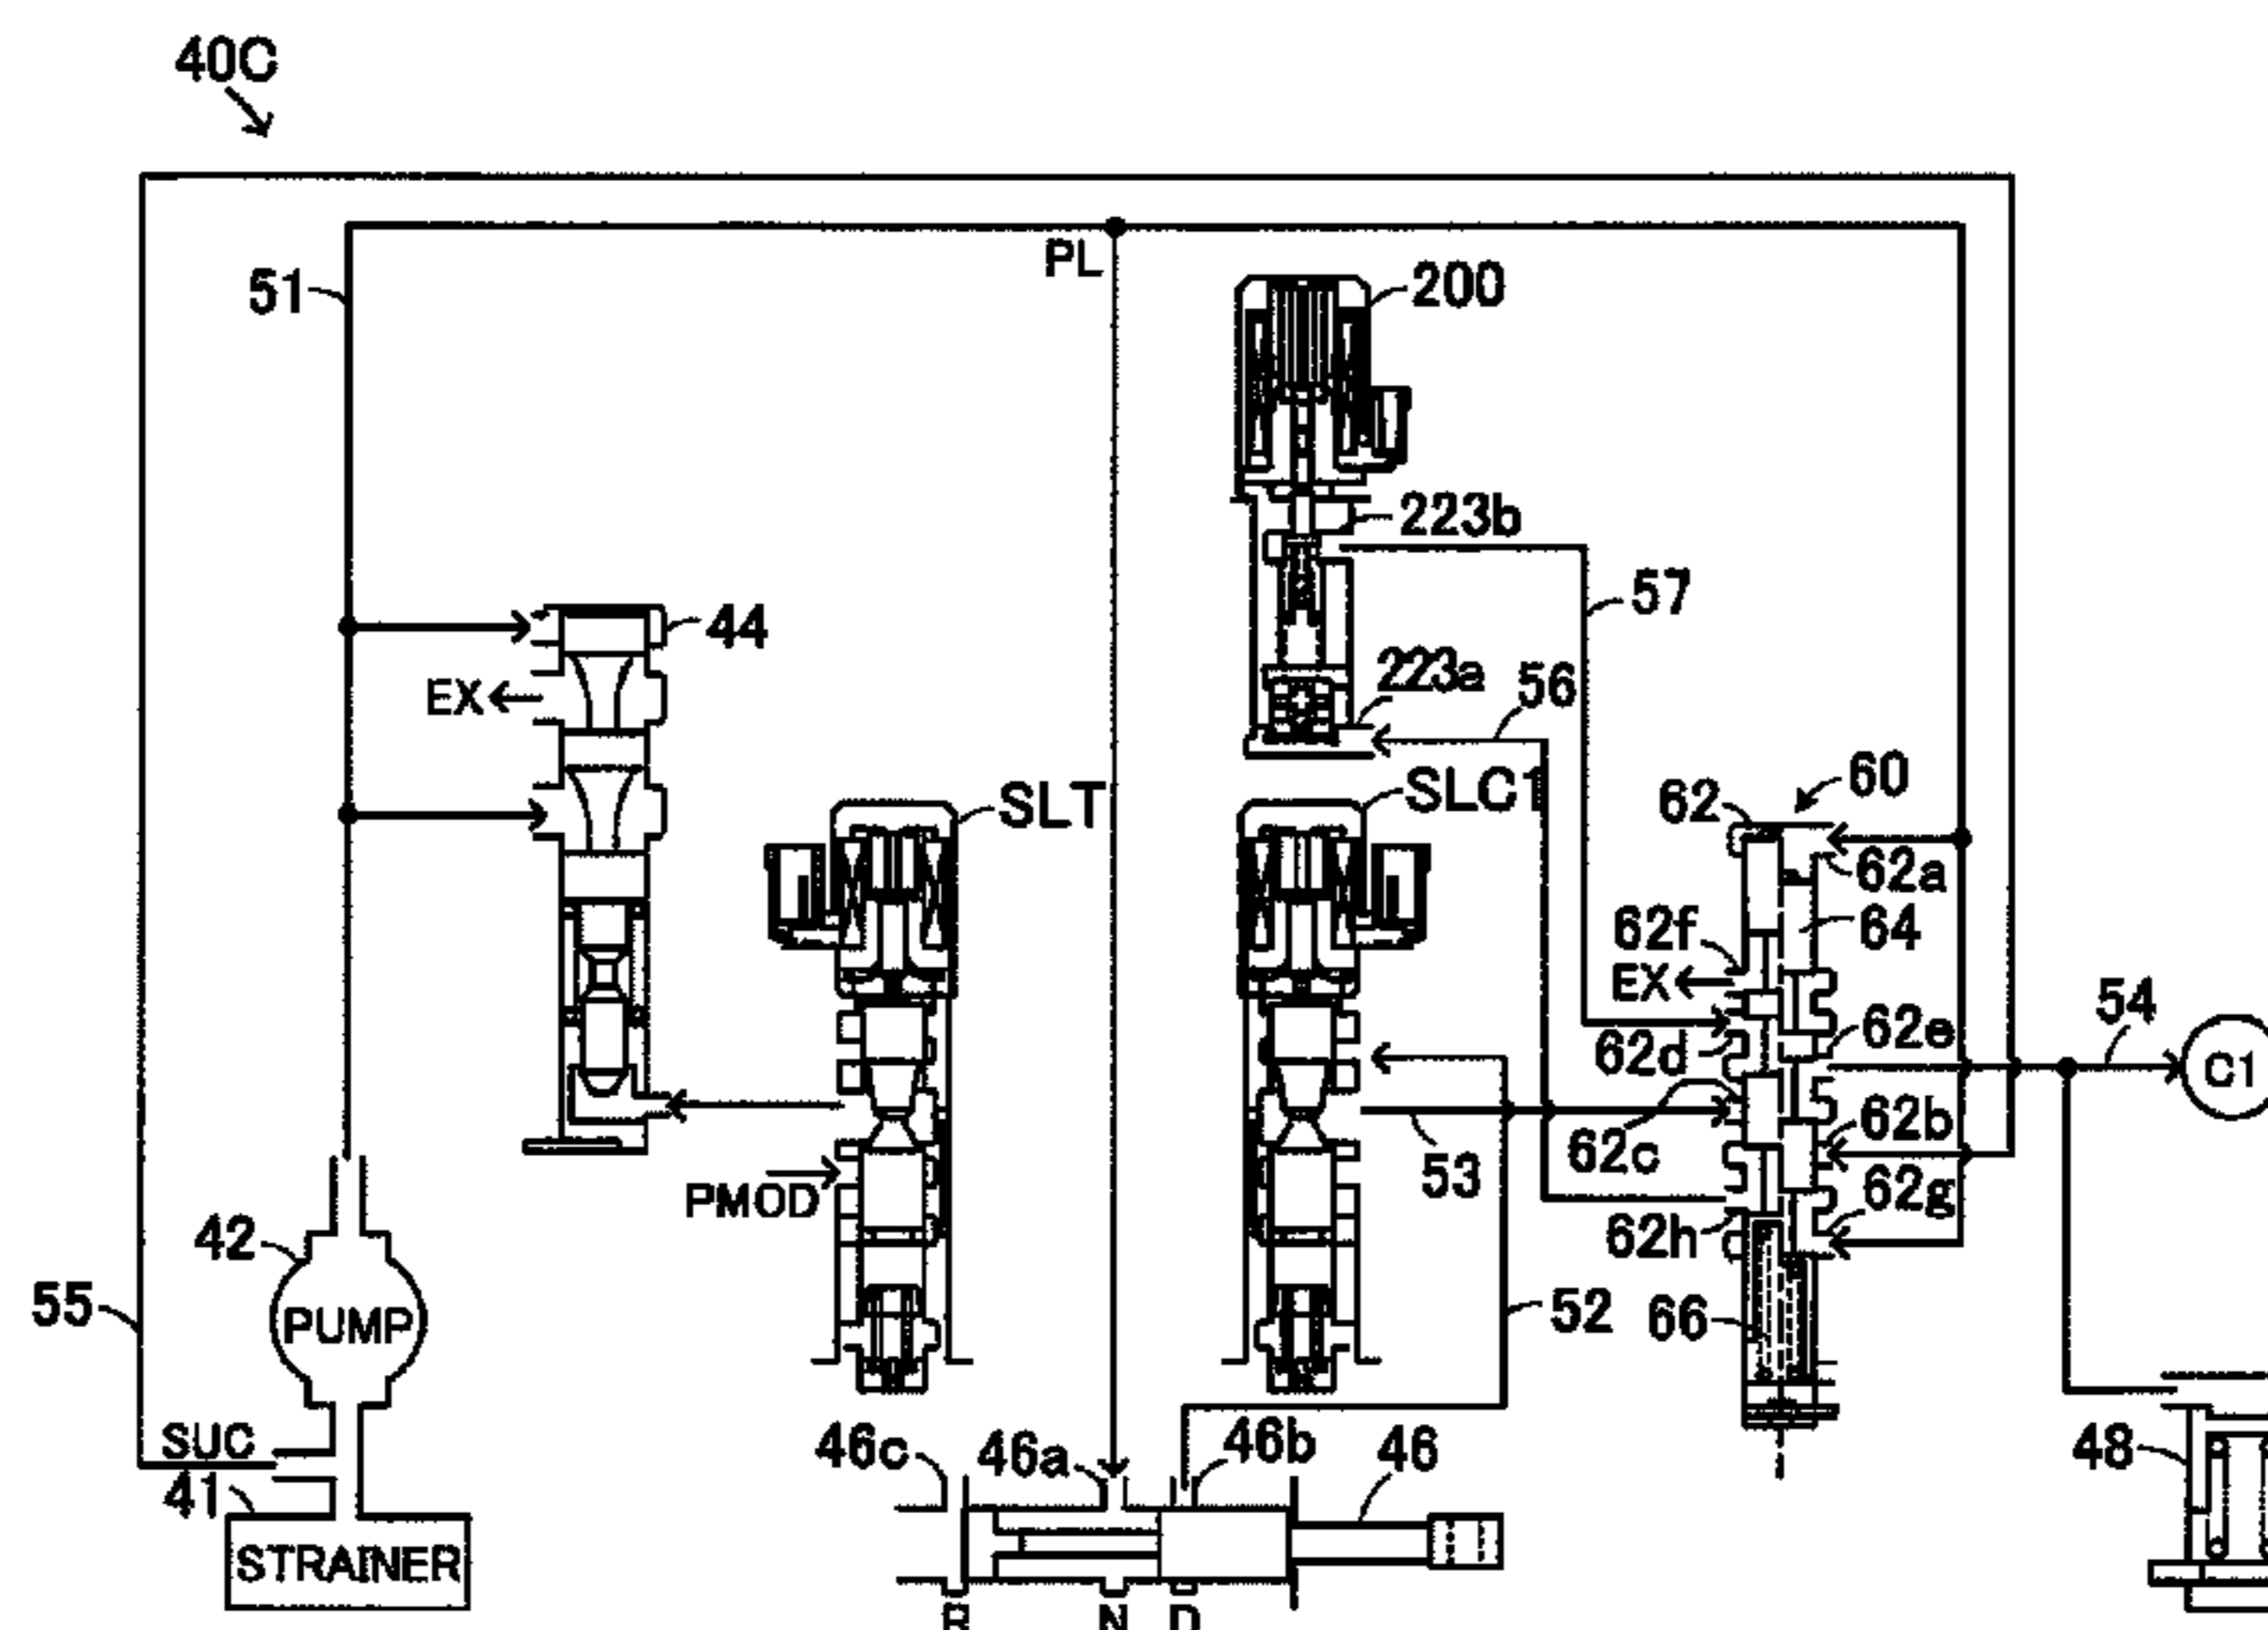 40C
PL
51
200
223b
57
44
EX
223a
56
SLT
SLC1
62
60
62a
62f
64
EX
54
62d
62e
C1
62c
62b
53
PMOD
62g
42
62h
55
PUMP
52
66
SUC
46c
46a
46b
46
48
41
STRAINER
R
N
D